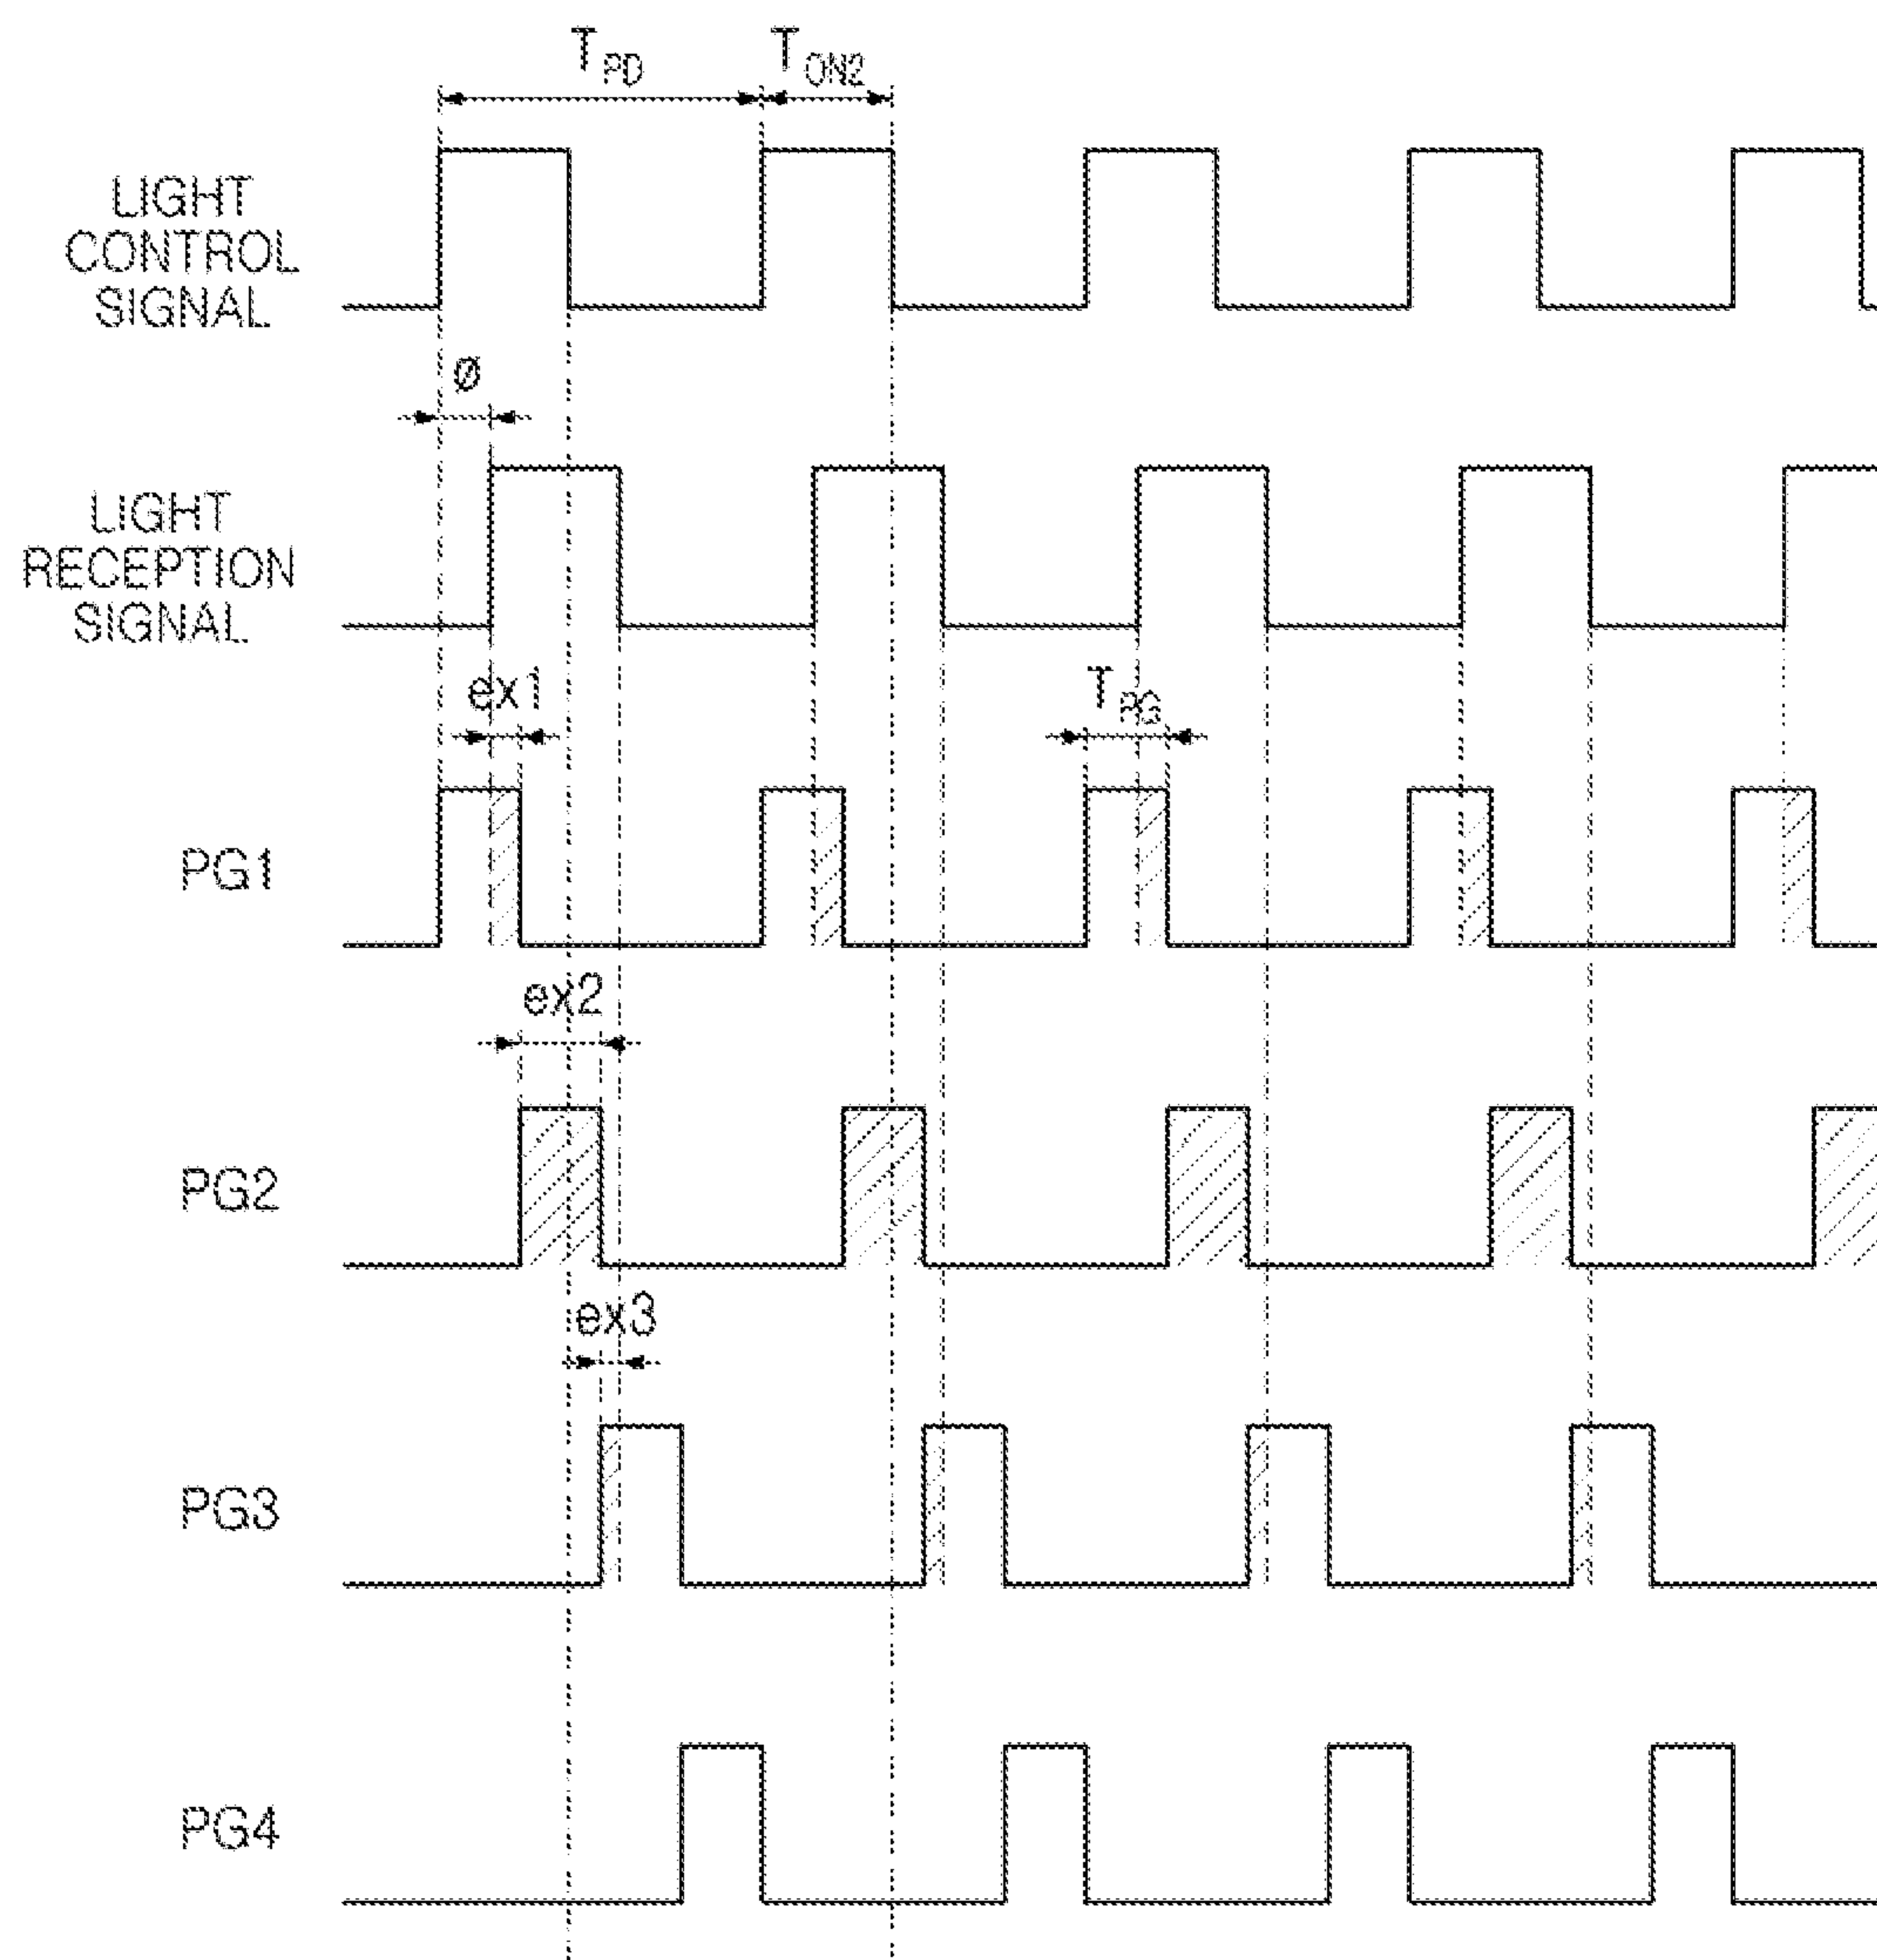 T_PD T_ON2
LIGHT
CONTROL
SIGNAL
Ø
LIGHT
RECEPTION
SIGNAL
ex1
T_PG
PG1
ex2
PG2
ex3
PG3
PG4